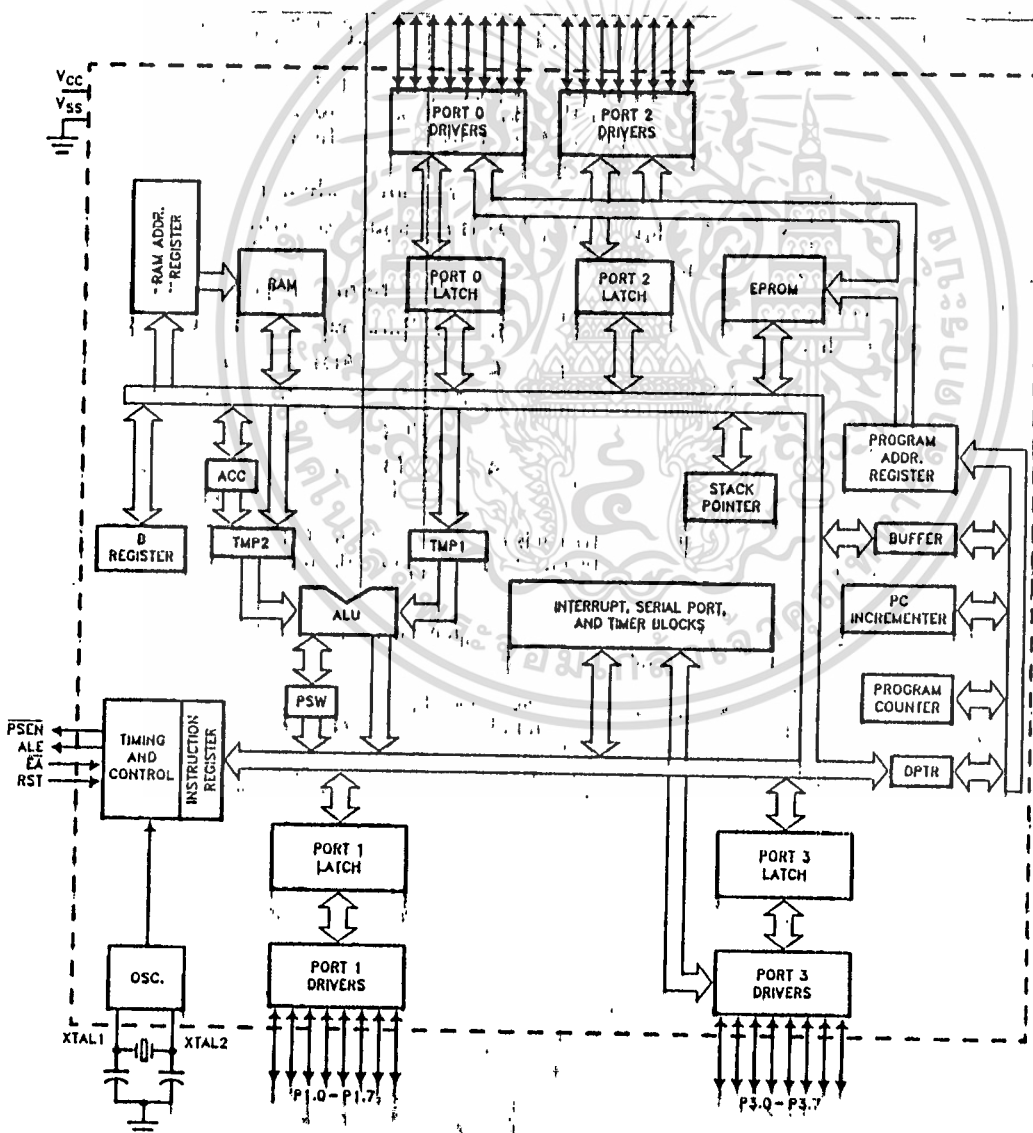 VCC
VSS
PORT 0
DRIVERS
PORT 2
DRIVERS
RAM ADDR.
REGISTER
RAM
PORT 0
LATCH
PORT 2
LATCH
EPROM
PROGRAM
ADDR.
REGISTER
ACC
STACK
POINTER
B
REGISTER
TMP2
TMP1
BUFFER
ALU
INTERRUPT, SERIAL PORT,
AND TIMER BLOCKS
PC
INCREMENTER
PSW
PROGRAM
COUNTER
PSEN
ALE
EA
RST
TIMING
AND
CONTROL
INSTRUCTION
REGISTER
DPTR
PORT 1
LATCH
PORT 3
LATCH
OSC.
PORT 1
DRIVERS
PORT 3
DRIVERS
XTAL1
XTAL2
P1.0-P1.7
P3.0-P3.7